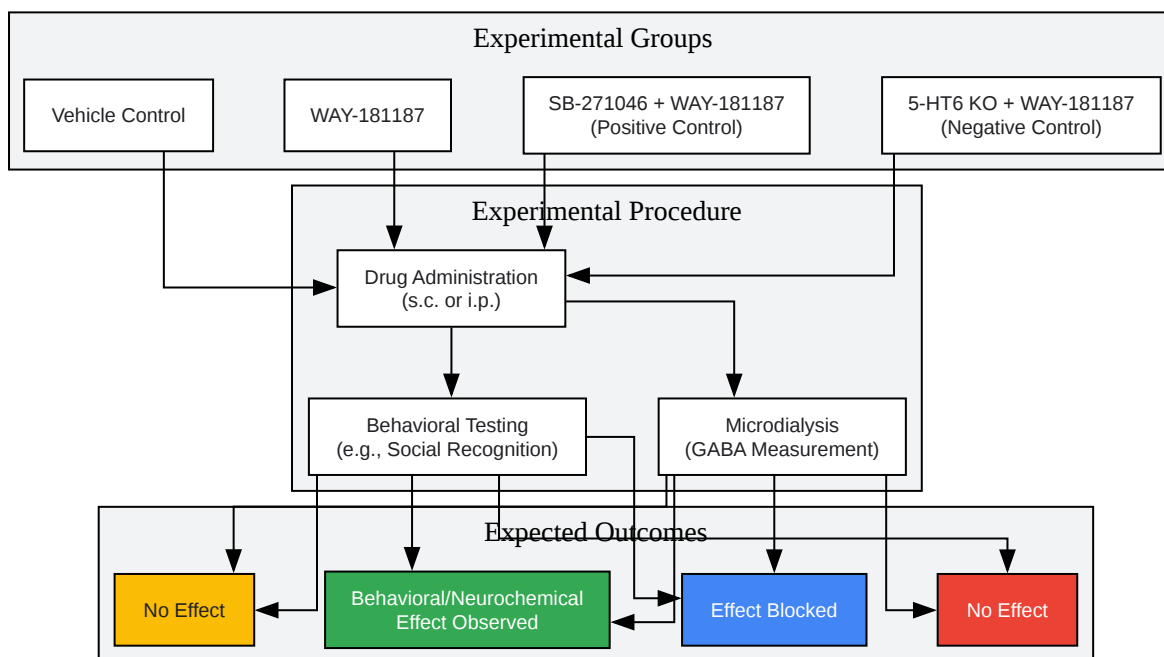 Experimental Groups
Vehicle Control
WAY-181187
SB-271046 + WAY-181187
(Positive Control)
5-HT6 KO + WAY-181187
(Negative Control)
Experimental Procedure
Drug Administration
(s.c. or i.p.)
Behavioral Testing
(e.g., Social Recognition)
Microdialysis
(GABA Measurement)
Expected Outcomes
No Effect
Behavioral/Neurochemical
Effect Observed
Effect Blocked
No Effect